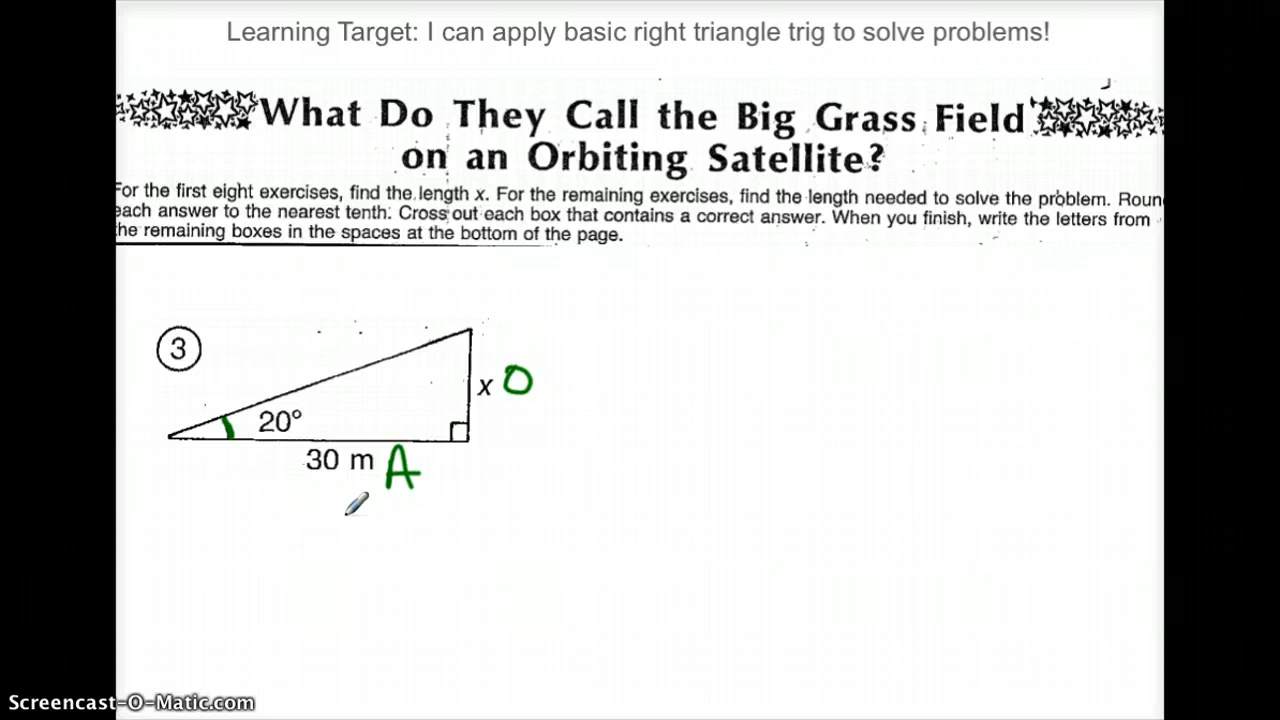 Learning Target: I can apply basic right triangle trig to solve problems!
What Do They Call the Big Grass Field
on an Orbiting Satellite?
For the first eight exercises, find the length x. For the remaining exercises, find the length needed to solve the problem. Roun
each answer to the nearest tenth. Cross out each box that contains a correct answer. When you finish, write the letters from
the remaining boxes in the spaces at the bottom of the page.
3
x O
20°
30 m A
Screencast-O-Matic.com